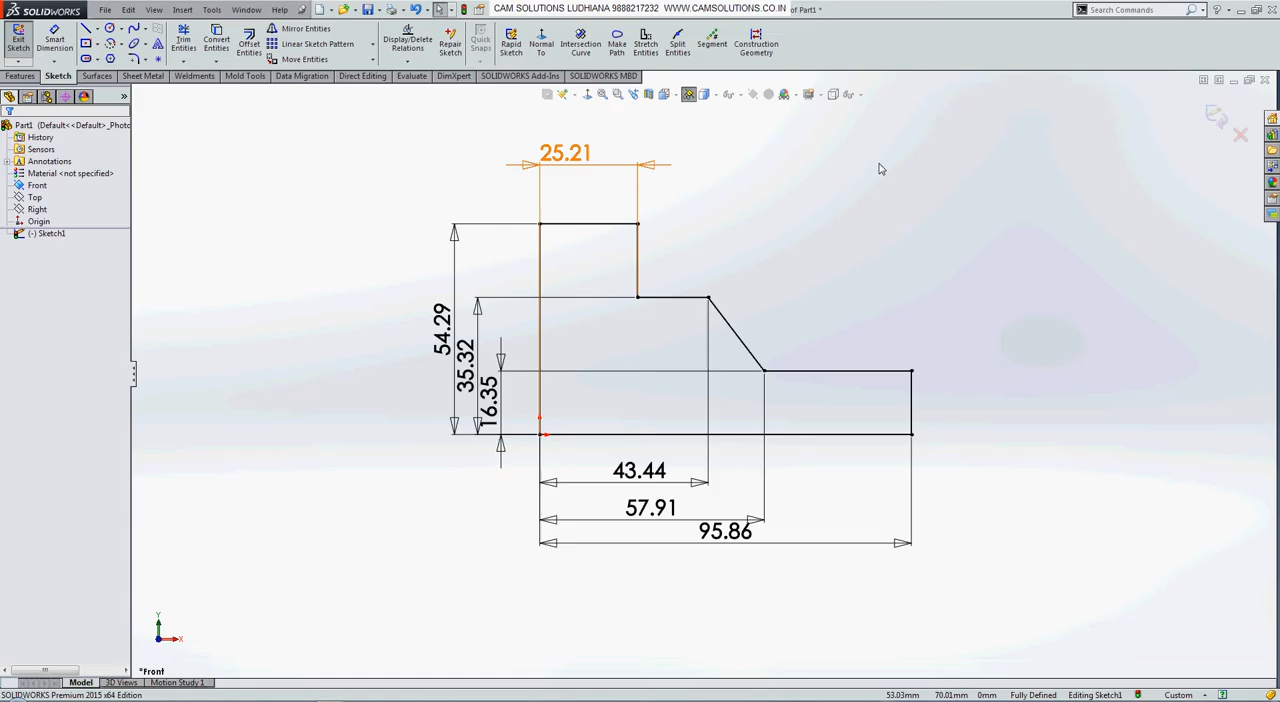 SOLIDWORKS File Edit View Insert Tools Window Help CAM SOLUTIONS LUDHIANA 9888217232 WWW.CAMSOLUTIONS.CO.IN of Part1 * Search Commands
Exit Sketch Smart Dimension Trim Entities Convert Entities Offset Entities Mirror Entities Linear Sketch Pattern Move Entities Display/Delete Relations Repair Sketch Quick Snaps Rapid Sketch Normal To Intersection Curve Make Path Stretch Entities Split Entities Segment Construction Geometry
Features Sketch Surfaces Sheet Metal Weldments Mold Tools Data Migration Direct Editing Evaluate DimXpert SOLIDWORKS Add-Ins SOLIDWORKS MBD
Part1 (Default<<Default>_Photo
History
Sensors
Annotations
Material <not specified>
Front
Top
Right
Origin
(-) Sketch1
25.21
54.29
35.32
16.35
43.44
57.91
95.86
Y
X
*Front
Model 3D Views Motion Study 1
SOLIDWORKS Premium 2015 x64 Edition 53.03mm 70.01mm 0mm Fully Defined Editing Sketch1 Custom